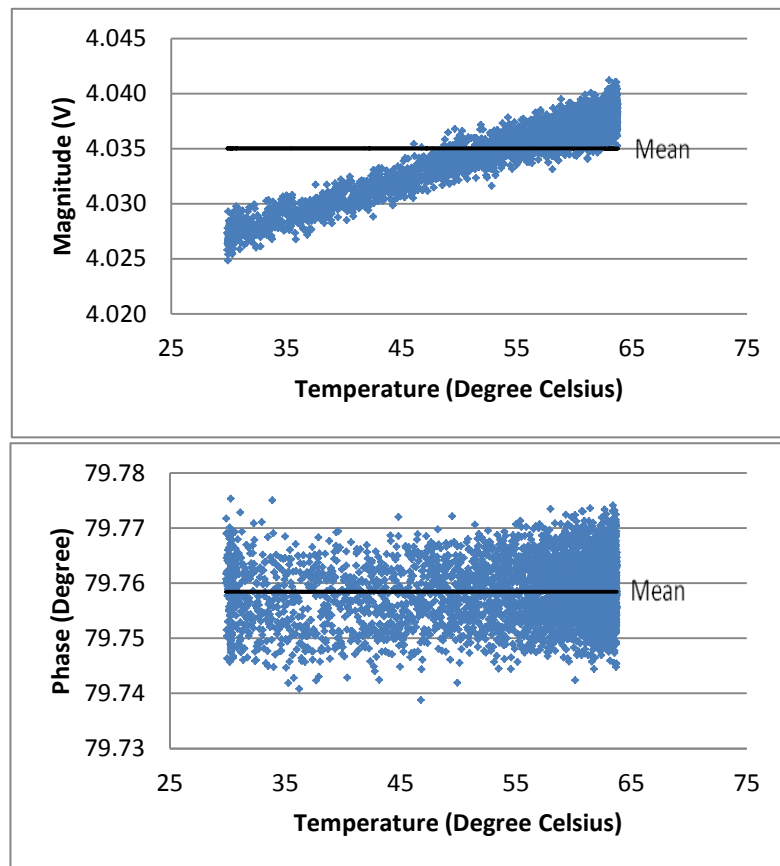 4.045
4.040
4.035
4.030
4.025
4.020
Magnitude (V)
Mean
25 35 45 55 65 75
Temperature (Degree Celsius)
79.78
79.77
79.76
79.75
79.74
79.73
Phase (Degree)
Mean
25 35 45 55 65 75
Temperature (Degree Celsius)